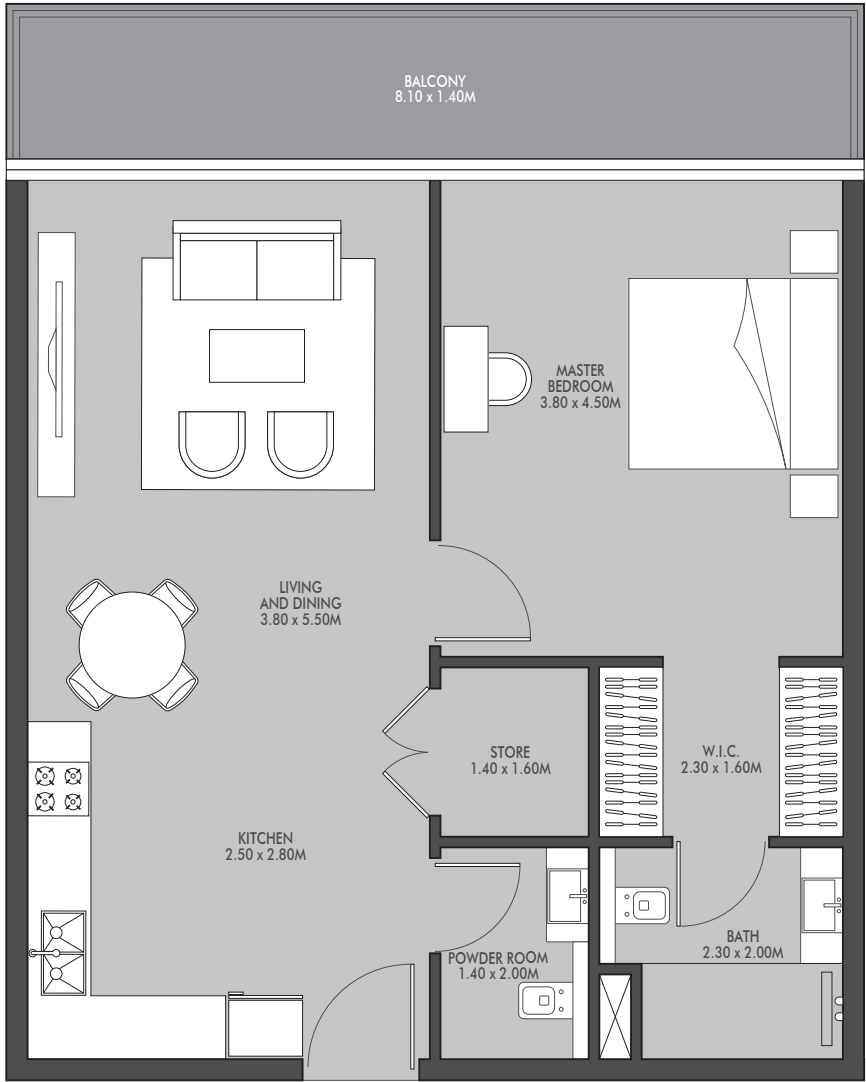 BALCONY
8.10 x 1.40M
MASTER
BEDROOM
3.80 x 4.50M
LIVING
AND DINING
3.80 x 5.50M
STORE
1.40 x 1.60M
W.I.C.
2.30 x 1.60M
KITCHEN
2.50 x 2.80M
POWDER ROOM
1.40 x 2.00M
BATH
2.30 x 2.00M